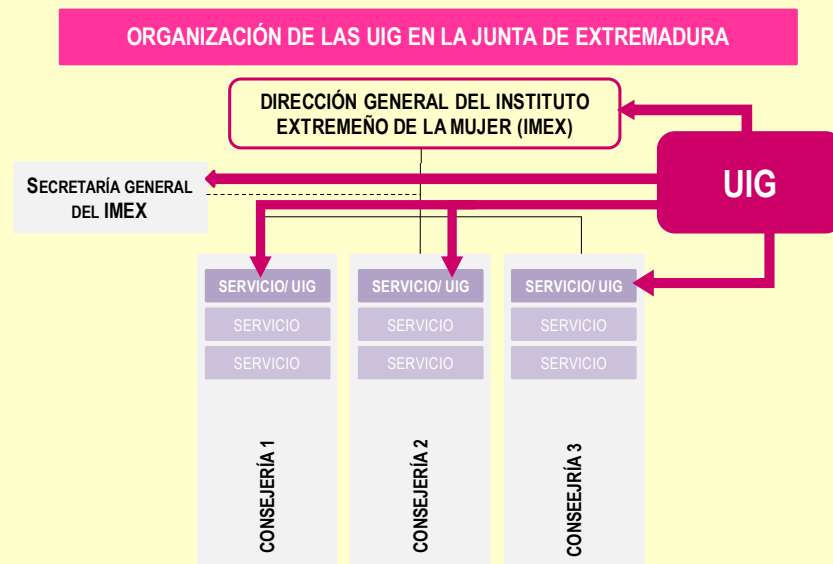 ORGANIZACIÓN DE LAS UIG EN LA JUNTA DE EXTREMADURA
DIRECCIÓN GENERAL DEL INSTITUTO
EXTREMEÑO DE LA MUJER (IMEX)
UIG
SECRETARÍA GENERAL
DEL IMEX
SERVICIO/ UIG
SERVICIO
SERVICIO
CONSEJERÍA 1
SERVICIO/ UIG
SERVICIO
SERVICIO
CONSEJERÍA 2
SERVICIO/ UIG
SERVICIO
SERVICIO
CONSEEJRÍA 3